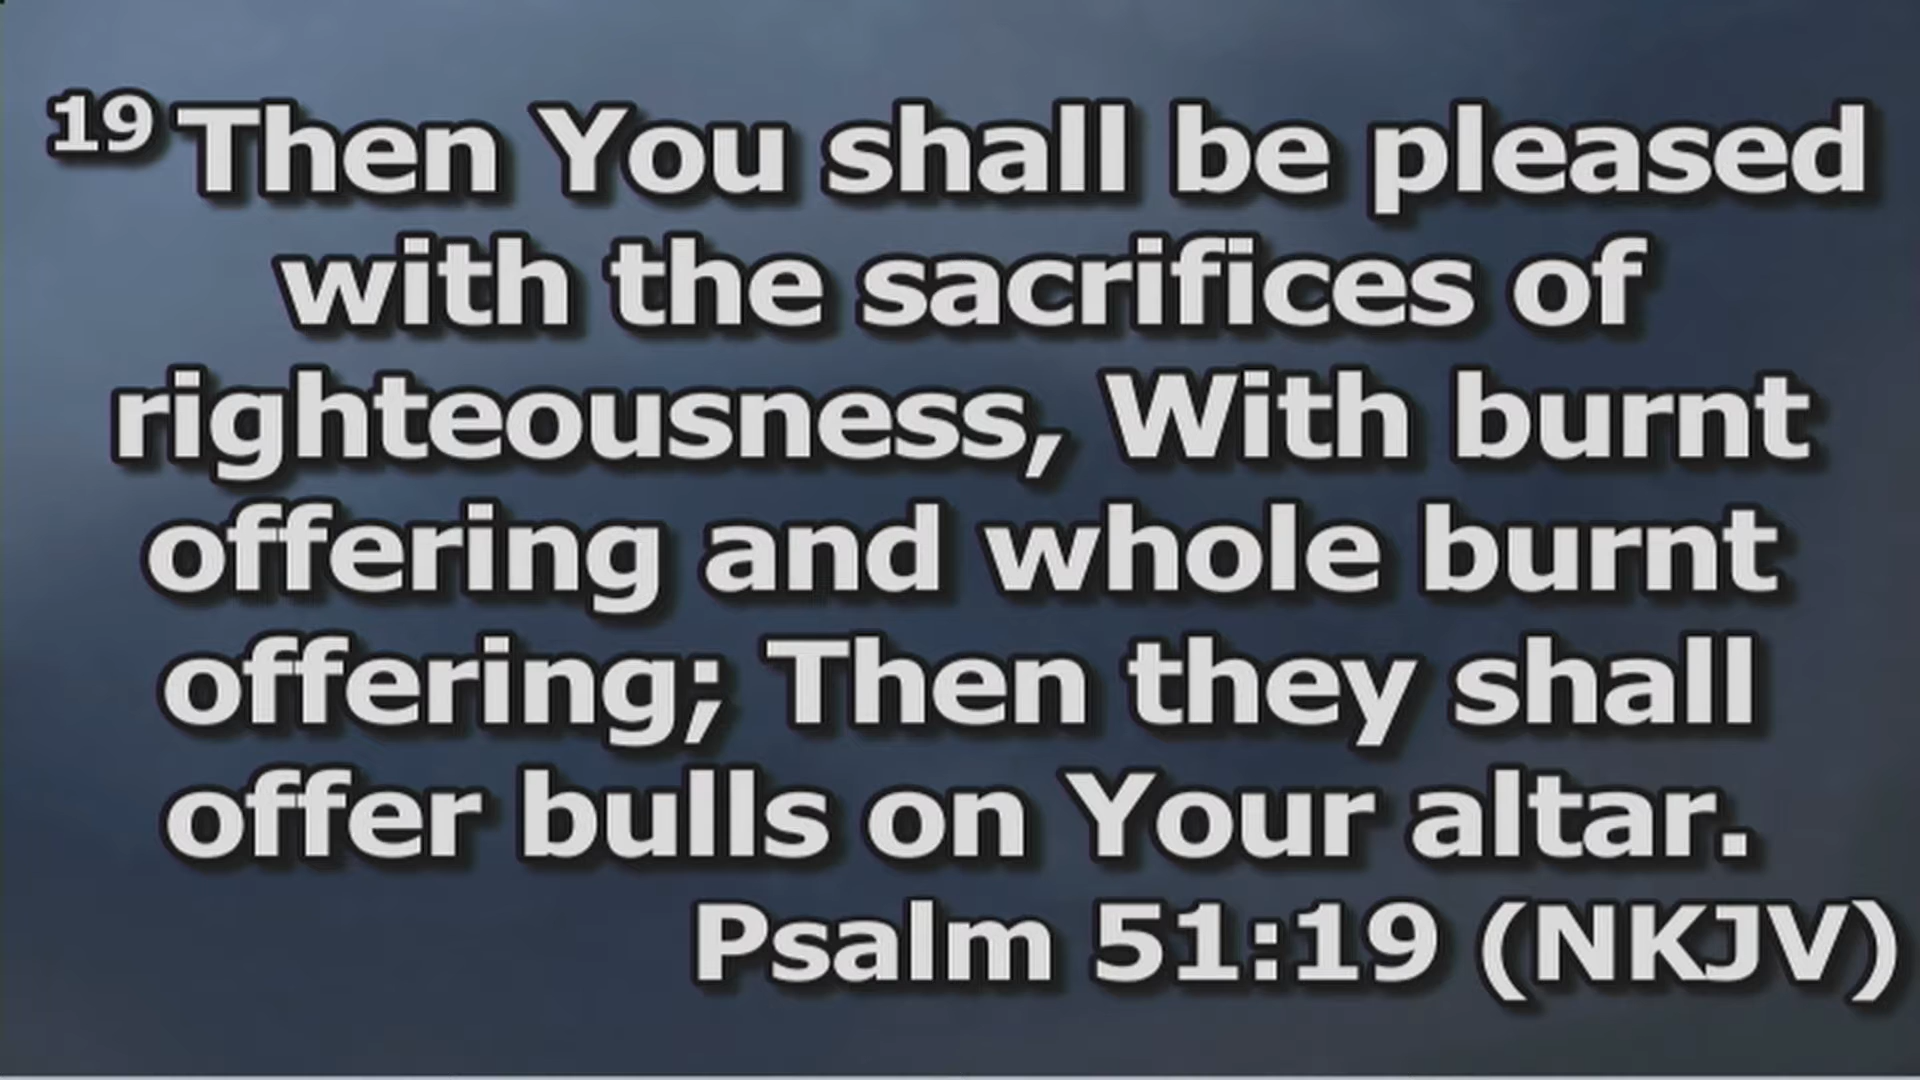 19 Then You shall be pleased
with the sacrifices of
righteousness, With burnt
offering and whole burnt
offering; Then they shall
offer bulls on Your altar.
Psalm 51:19 (NKJV)